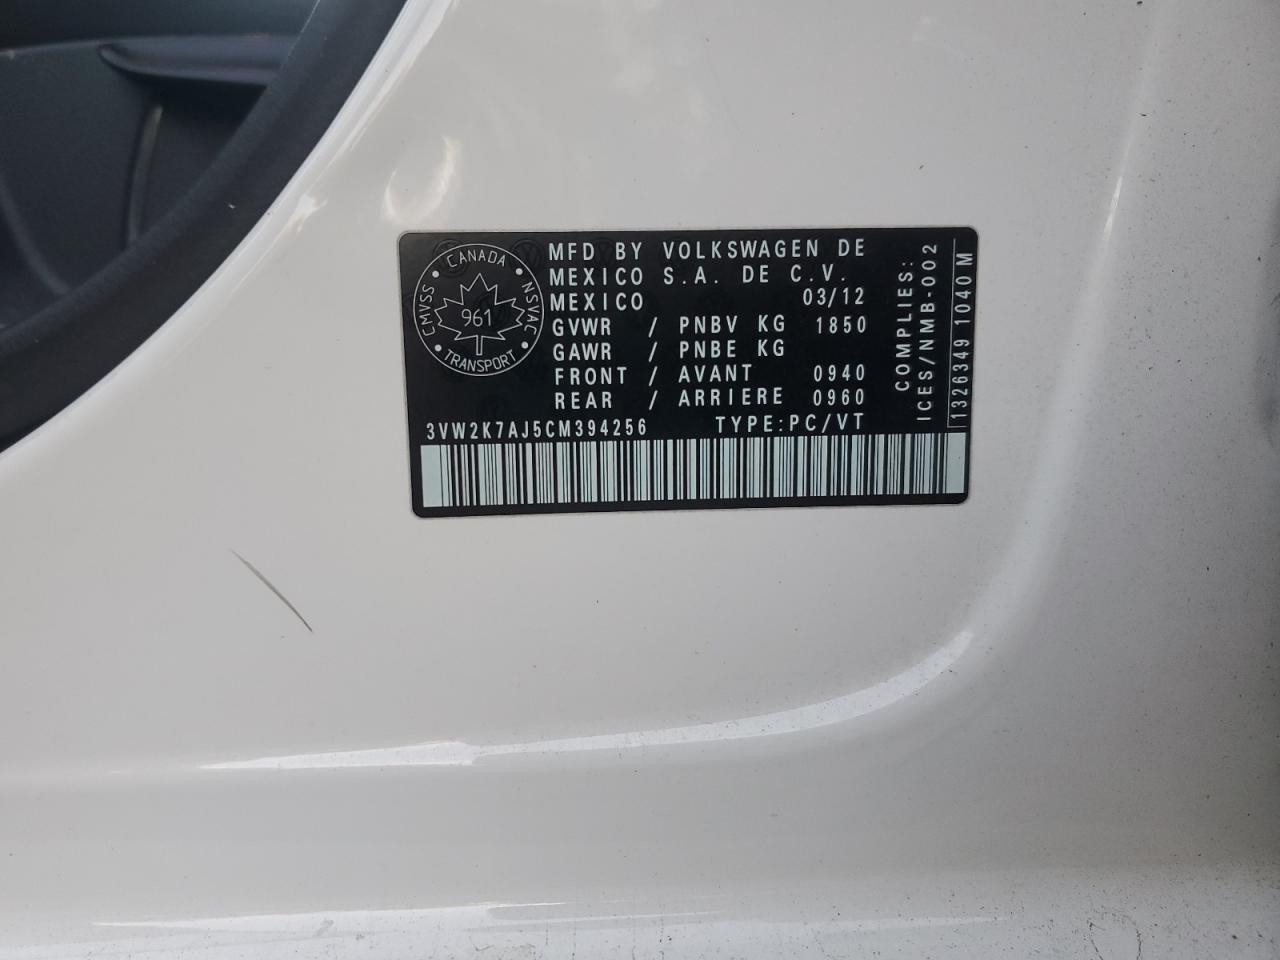 CANADA
CMVSS
961
NSVAC
TRANSPORT
MFD BY VOLKSWAGEN DE
MEXICO S.A. DE C.V.
MEXICO 03/12
GVWR / PNBV KG 1850
GAWR / PNBE KG
FRONT / AVANT 0940
REAR / ARRIERE 0960
3VW2K7AJ5CM394256 TYPE:PC/VT
COMPLIES:
ICES/NMB-002
1326349 1040 M